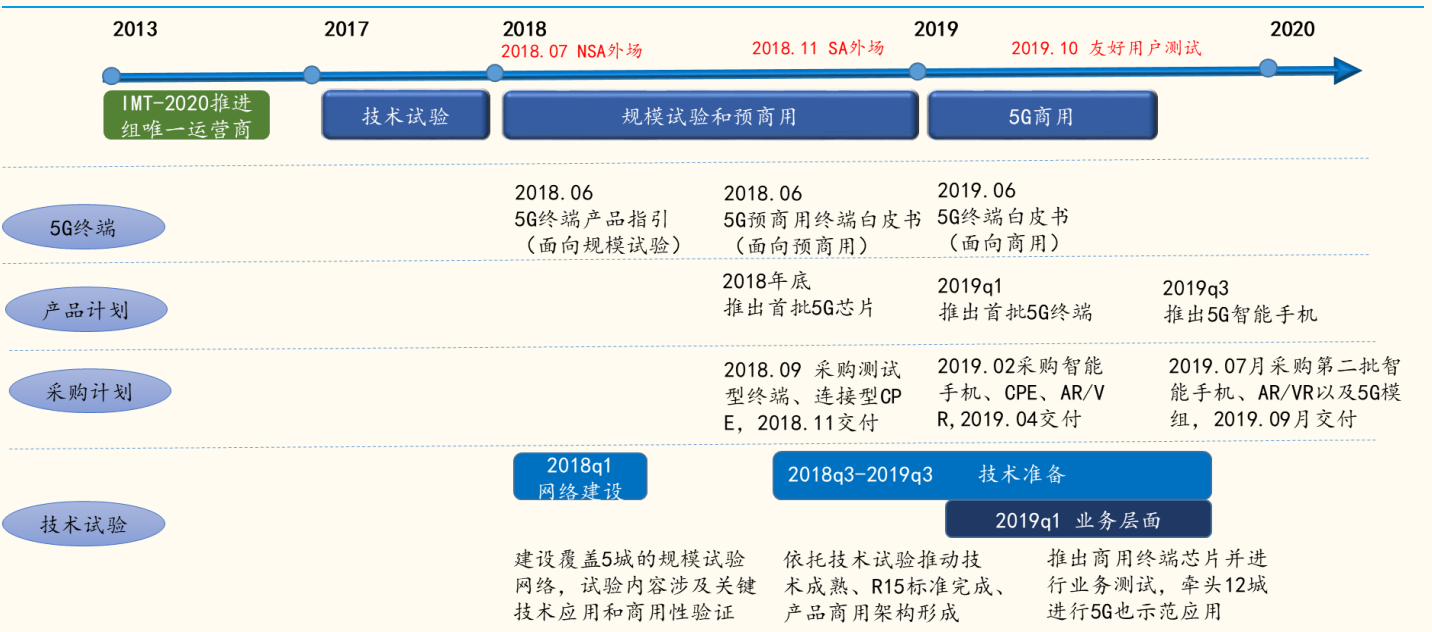 2013
2017
2018
2019
2020
2018.07 NSA外场
2018.11 SA外场
2019.10 友好用户测试
IMT-2020推进
组唯一运营商
技术试验
规模试验和预商用
5G商用
5G终端
2018.06
5G终端产品指引
（面向规模试验）
2018.06
5G预商用终端白皮书
（面向预商用）
2019.06
5G终端白皮书
（面向商用）
产品计划
2018年底
推出首批5G芯片
2019q1
推出首批5G终端
2019q3
推出5G智能手机
采购计划
2018.09 采购测试
型终端、连接型CP
E，2018.11交付
2019.02采购智能
手机、CPE、AR/V
R,2019.04交付
2019.07月采购第二批智
能手机、AR/VR以及5G模
组，2019.09月交付
技术试验
2018q1
网络建设
2018q3-2019q3 技术准备
2019q1 业务层面
建设覆盖5城的规模试验
网络，试验内容涉及关键
技术应用和商用性验证
依托技术试验推动技
术成熟、R15标准完成、
产品商用架构形成
推出商用终端芯片并进
行业务测试，牵头12城
进行5G也示范应用